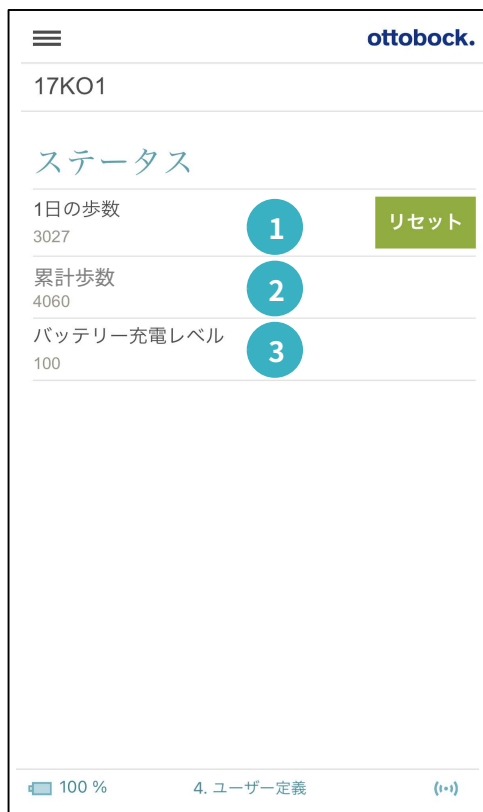 ottobock.
17KO1
ステータス
1日の歩数
3027
1
リセット
累計歩数
4060
2
バッテリー充電レベル
100
3
100 %
4. ユーザー定義